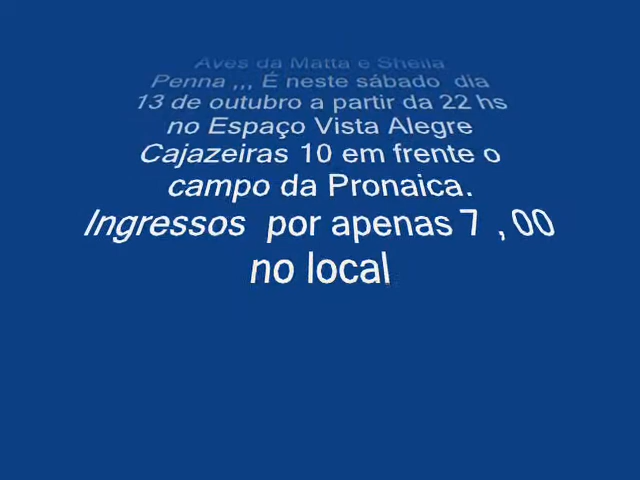 Aves da Matta e Sheila
Penna ,,, É neste sábado dia
13 de outubro a partir da 22 hs
no Espaço Vista Alegre
Cajazeiras 10 em frente o
campo da Pronaica.
Ingressos por apenas 7 , 00
no local